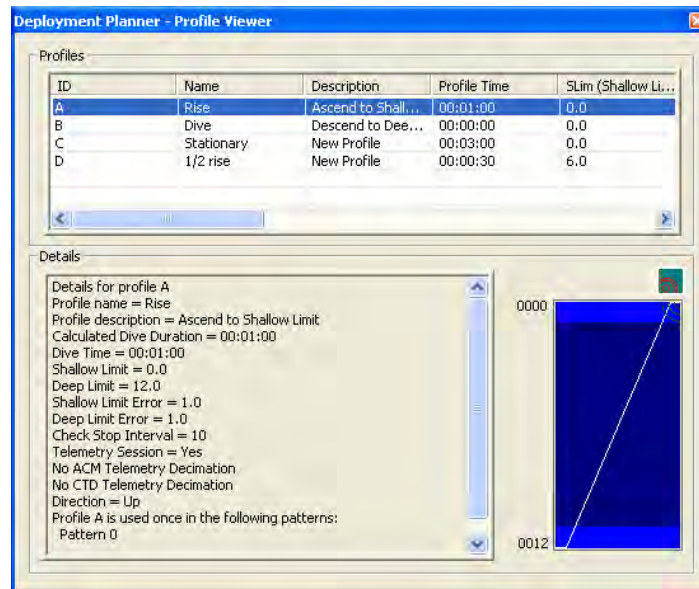 Deployment Planner - Profile Viewer
Profiles
ID Name Description Profile Time SLim (Shallow Li...
A Rise Ascend to Shall... 00:01:00 0.0
B Dive Descend to Dee... 00:00:00 0.0
C Stationary New Profile 00:03:00 0.0
D 1/2 rise New Profile 00:00:30 6.0
Details
Details for profile A
Profile name = Rise
Profile description = Ascend to Shallow Limit
Calculated Dive Duration = 00:01:00
Dive Time = 00:01:00
Shallow Limit = 0.0
Deep Limit = 12.0
Shallow Limit Error = 1.0
Deep Limit Error = 1.0
Check Stop Interval = 10
Telemetry Session = Yes
No ACM Telemetry Decimation
No CTD Telemetry Decimation
Direction = Up
Profile A is used once in the following patterns:
Pattern 0
0000
0012